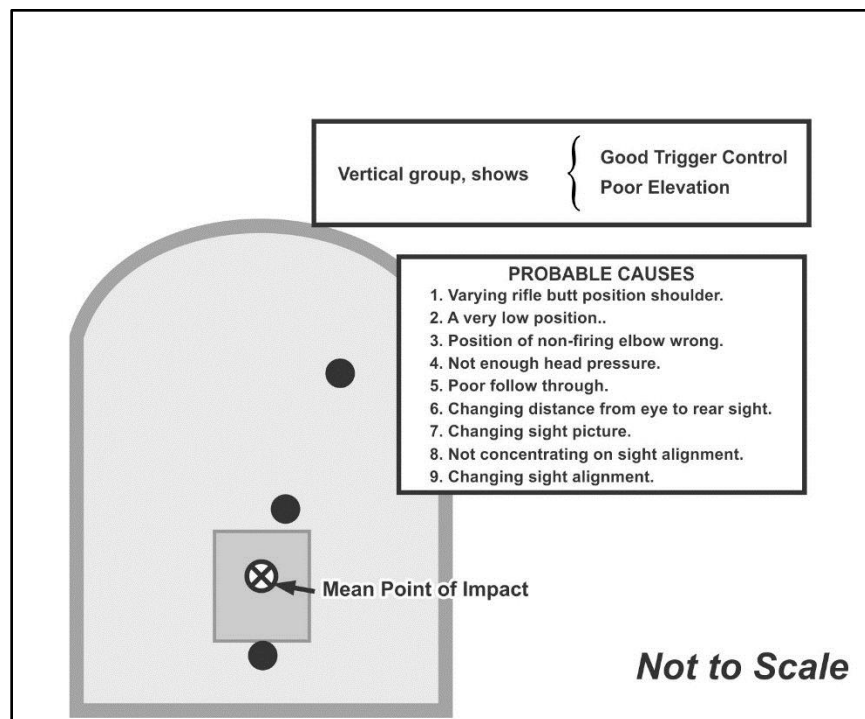 Vertical group, shows { Good Trigger Control
Poor Elevation
PROBABLE CAUSES
1. Varying rifle butt position shoulder.
2. A very low position..
3. Position of non-firing elbow wrong.
4. Not enough head pressure.
5. Poor follow through.
6. Changing distance from eye to rear sight.
7. Changing sight picture.
8. Not concentrating on sight alignment.
9. Changing sight alignment.
Mean Point of Impact
Not to Scale